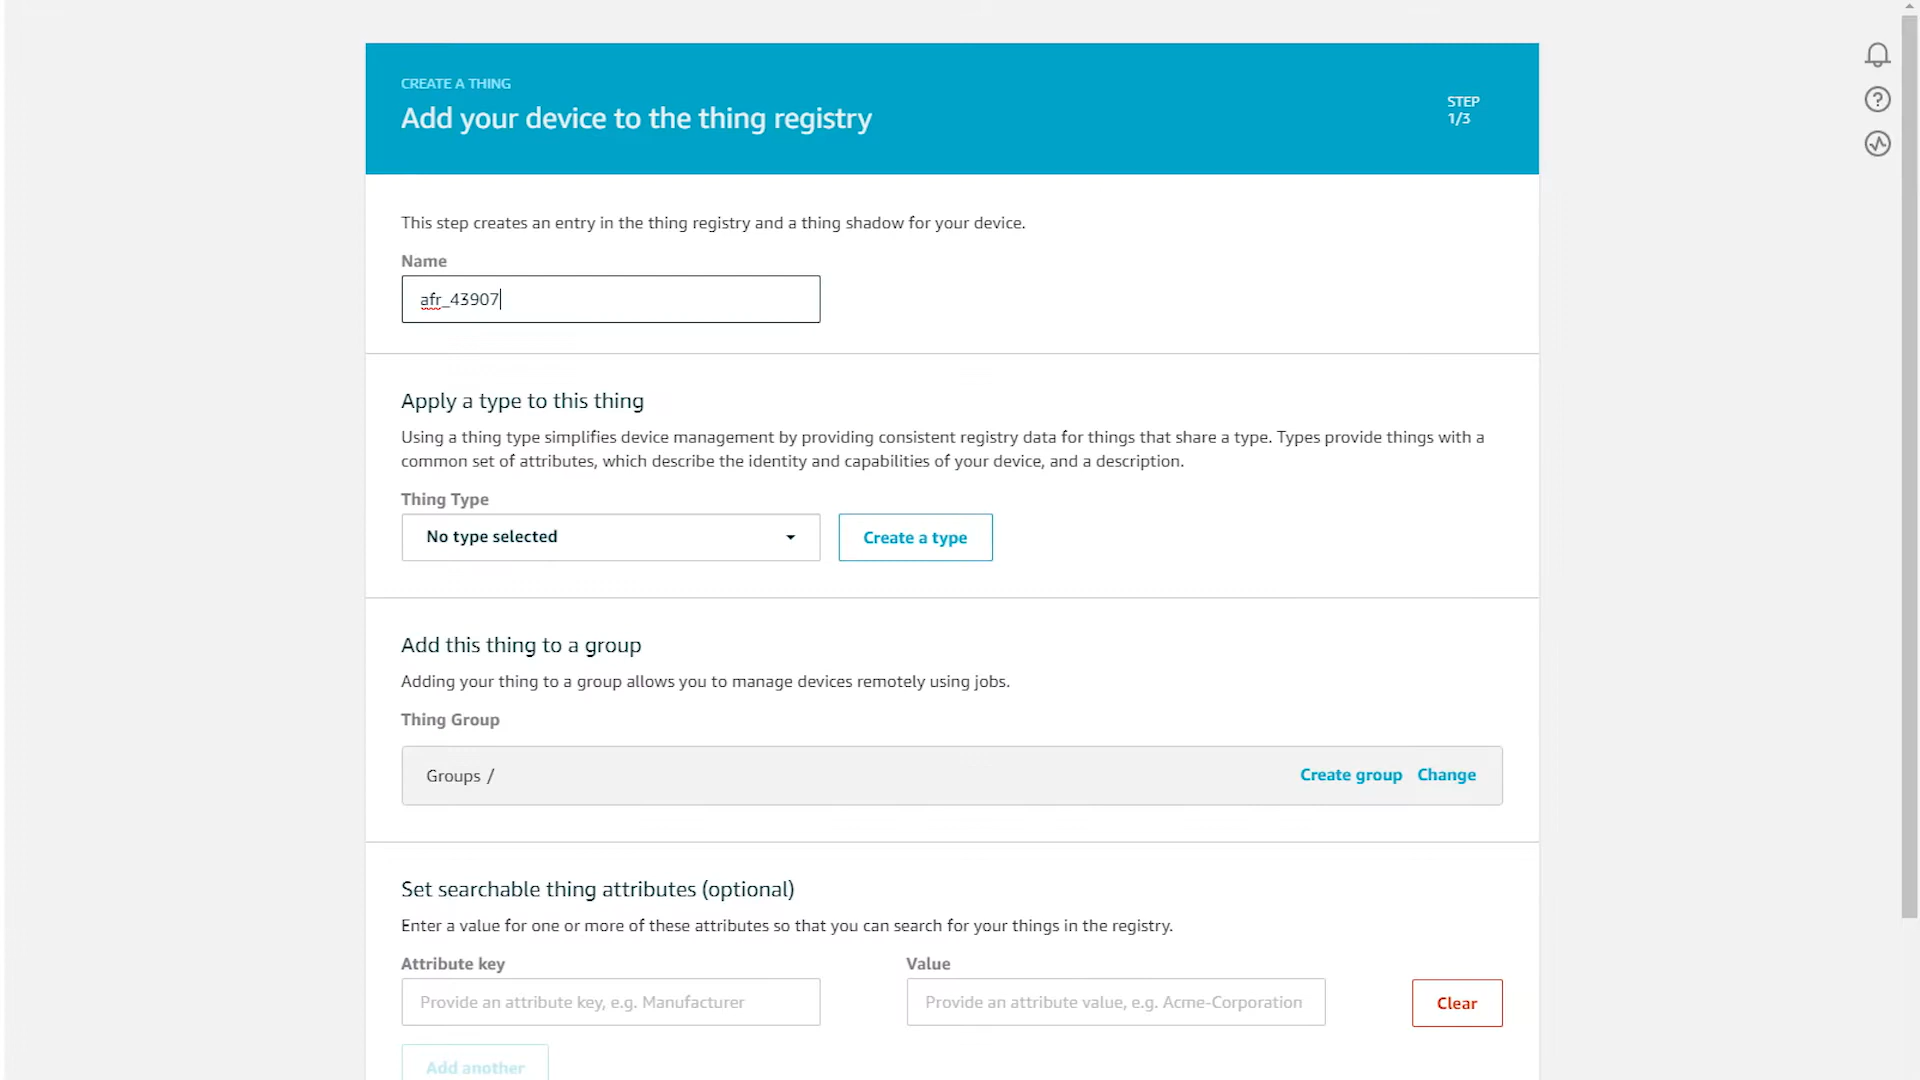 CREATE A THING
Add your device to the thing registry
STEP
1/3
This step creates an entry in the thing registry and a thing shadow for your device.
Name
afr_43907
Apply a type to this thing
Using a thing type simplifies device management by providing consistent registry data for things that share a type. Types provide things with a
common set of attributes, which describe the identity and capabilities of your device, and a description.
Thing Type
No type selected
Create a type
Add this thing to a group
Adding your thing to a group allows you to manage devices remotely using jobs.
Thing Group
Groups /
Create group Change
Set searchable thing attributes (optional)
Enter a value for one or more of these attributes so that you can search for your things in the registry.
Attribute key
Value
Provide an attribute key, e.g. Manufacturer
Provide an attribute value, e.g. Acme-Corporation
Clear
Add another